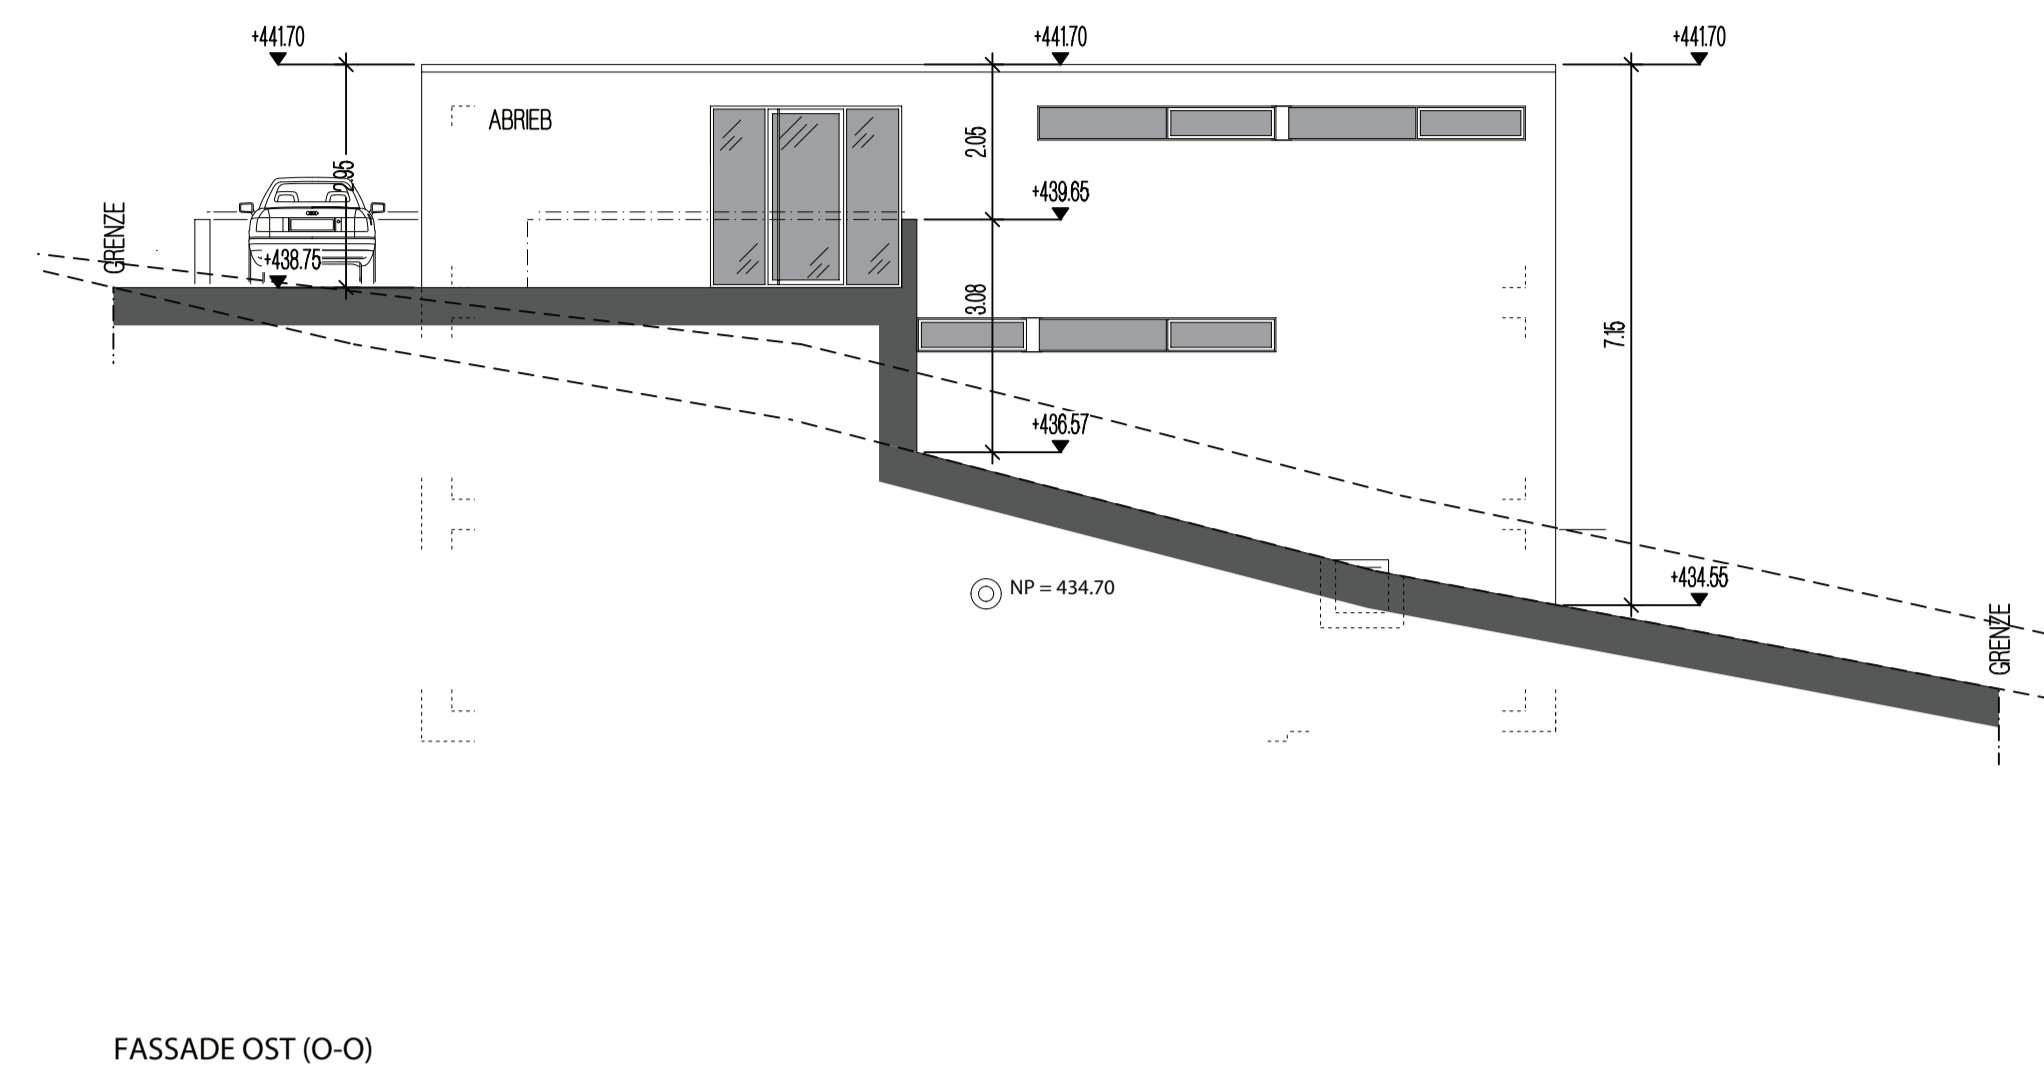 +441.70
+441.70
+441.70
ABRIEB
2.05
2.95
+439.65
GRENZE
+438.75
3.08
7.15
+436.57
NP = 434.70
+434.55
GRENZE
FASSADE OST (O-O)